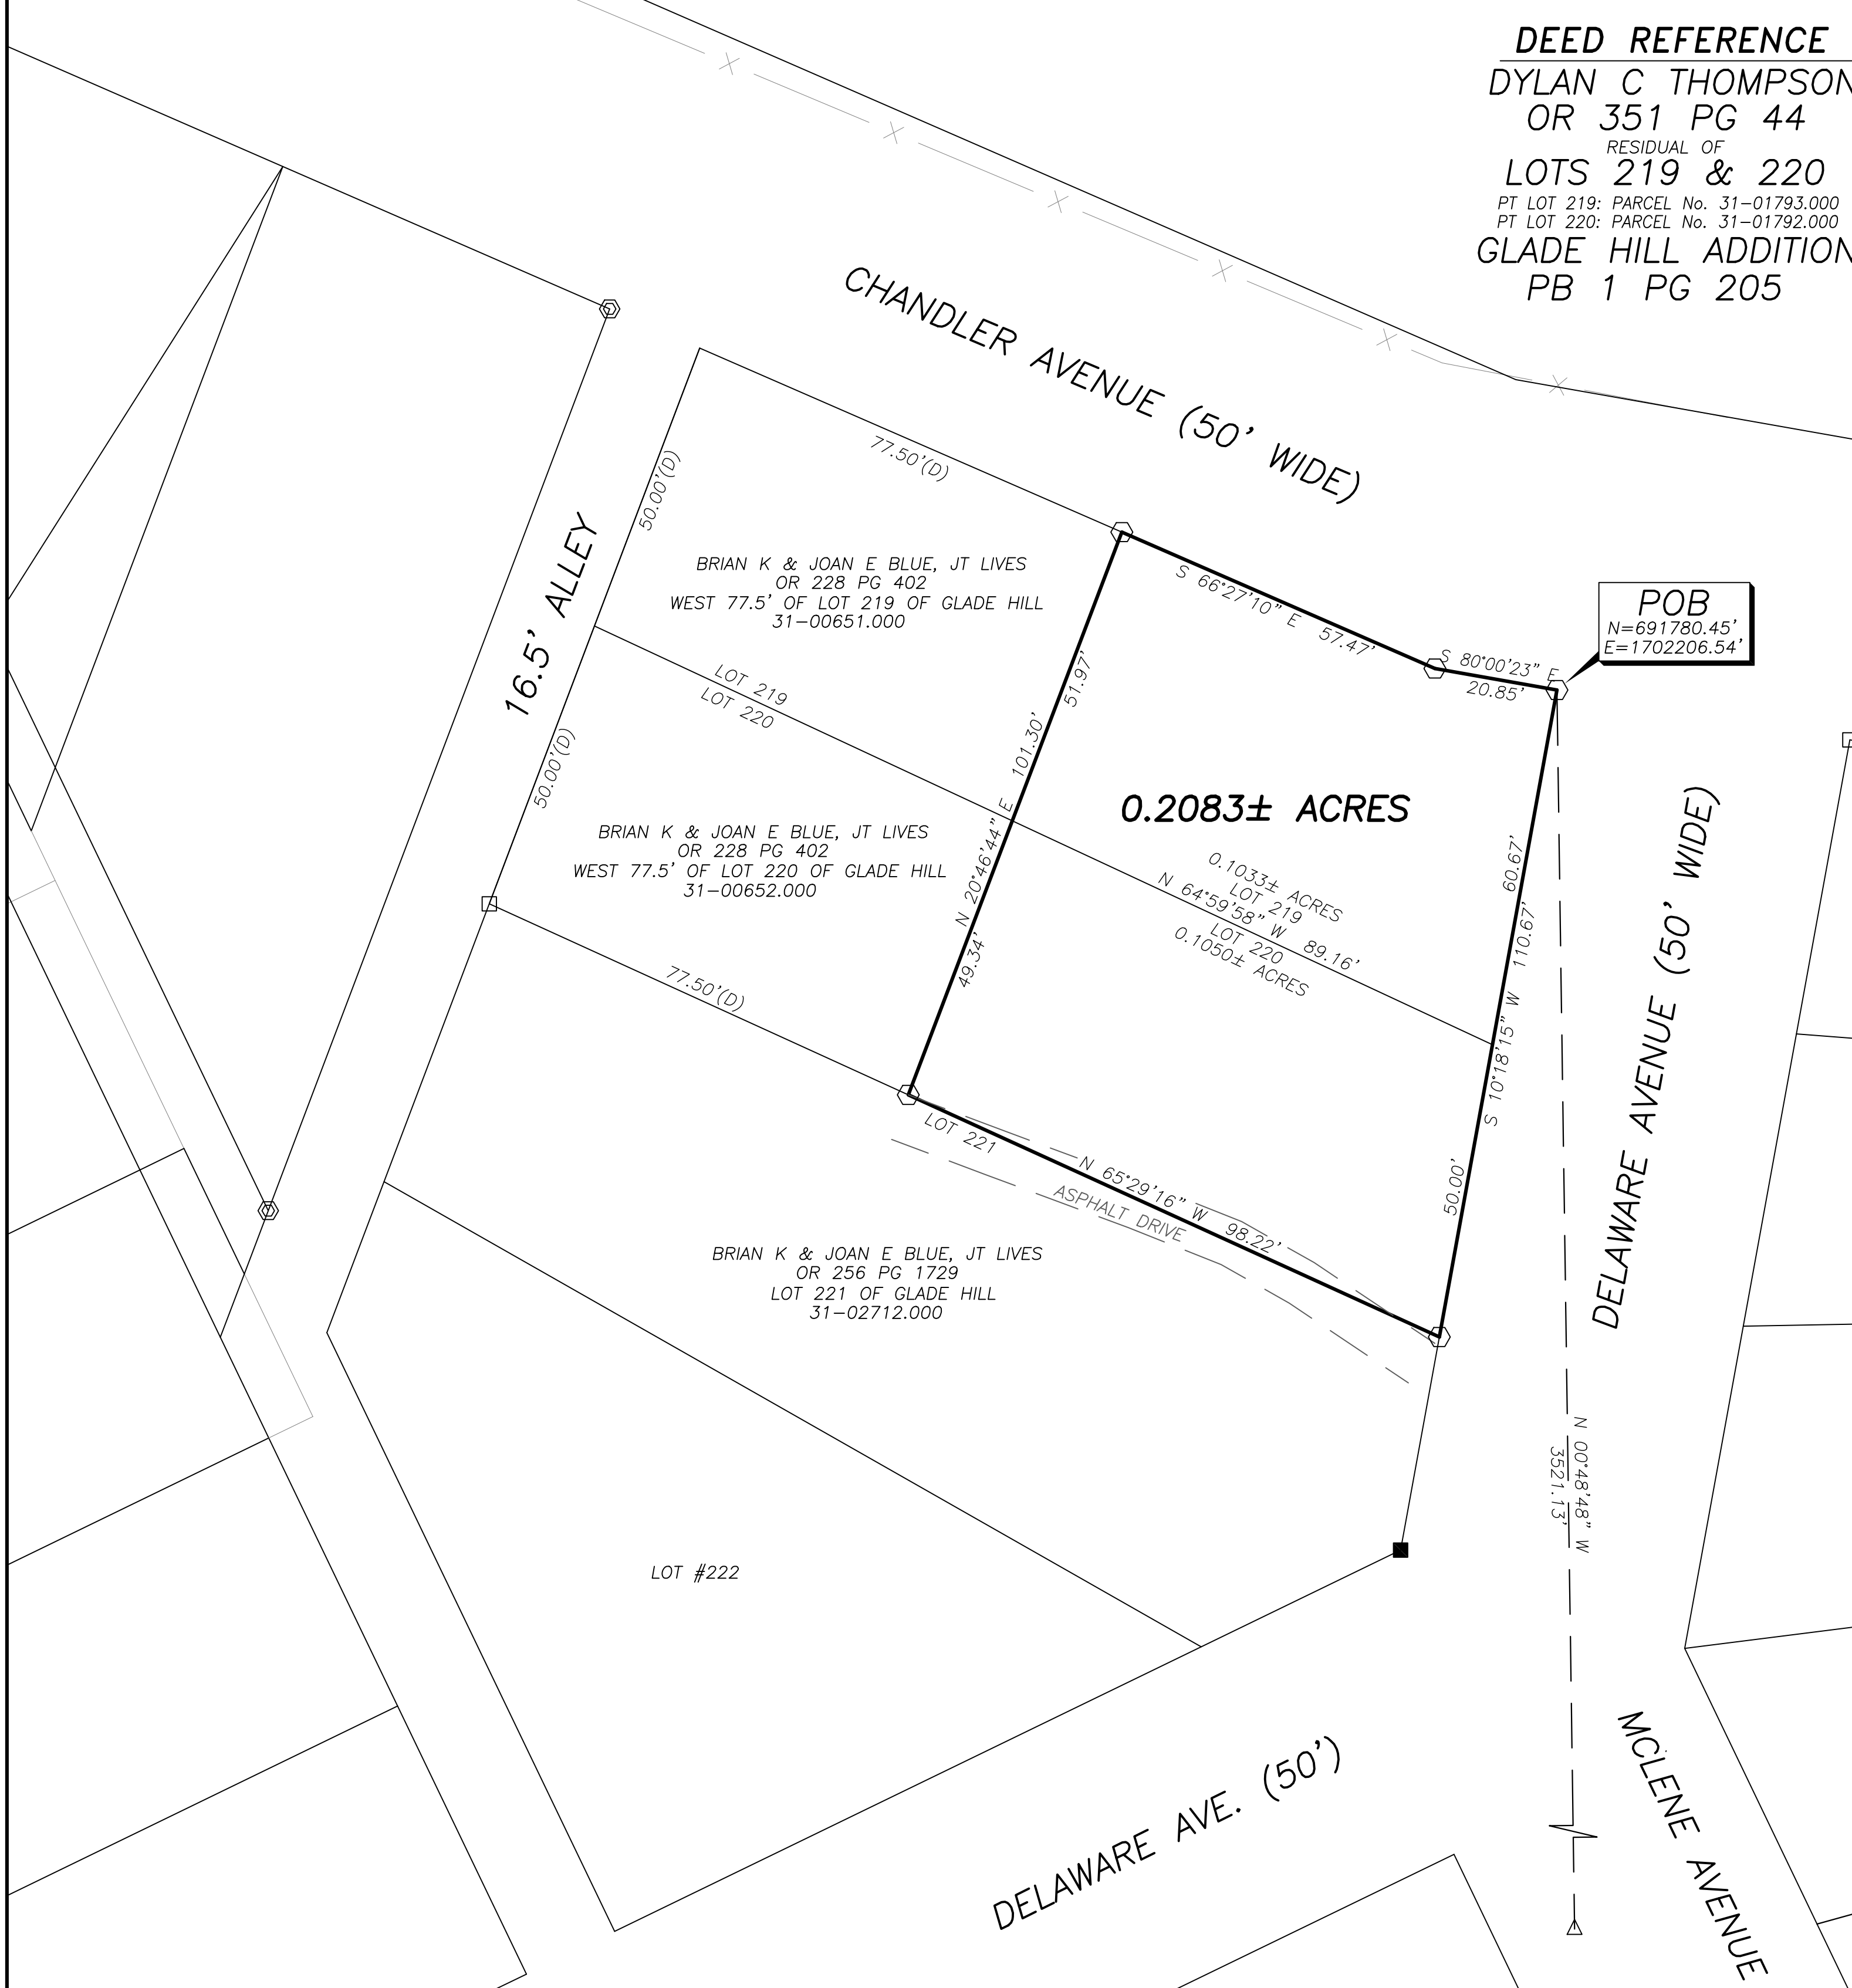 DEED REFERENCE
DYLAN C THOMPSON
OR 351 PG 44
RESIDUAL OF
LOTS 219 & 220
PT LOT 219: PARCEL No. 31-01793.000
PT LOT 220: PARCEL No. 31-01792.000
GLADE HILL ADDITION
PB 1 PG 205
CHANDLER AVENUE (50' WIDE)
77.50'(D)
50.00'(D)
16.5' ALLEY
BRIAN K & JOAN E BLUE, JT LIVES
OR 228 PG 402
WEST 77.5' OF LOT 219 OF GLADE HILL
31-00651.000
S 66°27'10" E 57.47'
POB
N=691780.45'
E=1702206.54'
S 80°00'23" E
20.85'
51.97'
LOT 219
LOT 220
N 20°46'44" E 101.30'
49.34'
50.00'(D)
0.2083± ACRES
0.1033± ACRES
LOT 219
N 64°59'58" W 89.16'
LOT 220
0.1050± ACRES
60.67'
S 10°18'15" W 110.67'
50.00'
DELAWARE AVENUE (50' WIDE)
BRIAN K & JOAN E BLUE, JT LIVES
OR 228 PG 402
WEST 77.5' OF LOT 220 OF GLADE HILL
31-00652.000
77.50'(D)
LOT 221
N 65°29'16" W 98.22'
ASPHALT DRIVE
BRIAN K & JOAN E BLUE, JT LIVES
OR 256 PG 1729
LOT 221 OF GLADE HILL
31-02712.000
N 00°48'48" W
3521.13'
LOT #222
DELAWARE AVE. (50')
MCLENE AVENUE